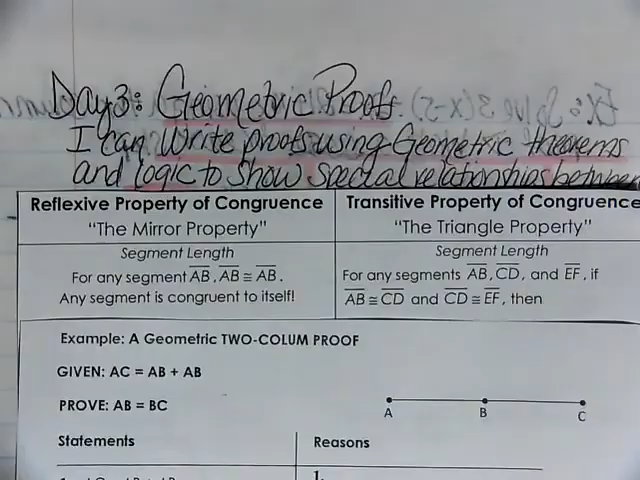 Day 3: Geometric Proofs.
I can write proofs using Geometric theorems
and logic to show special relationships between
Reflexive Property of Congruence
"The Mirror Property"
Segment Length
For any segment AB, AB ≅ AB.
Any segment is congruent to itself!
Transitive Property of Congruence
"The Triangle Property"
Segment Length
For any segments AB, CD, and EF, if
AB ≅ CD and CD ≅ EF, then
Example: A Geometric TWO-COLUM PROOF
GIVEN: AC = AB + AB
PROVE: AB = BC
A B C
Statements
Reasons
1.